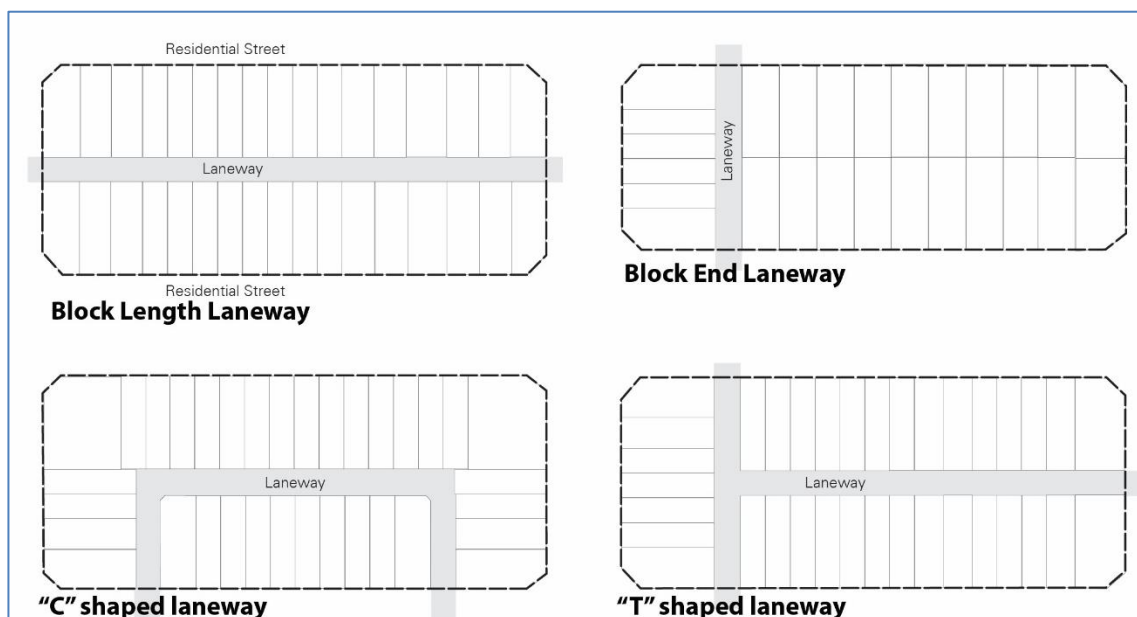 Residential Street
Laneway
Residential Street
Block Length Laneway
Laneway
Block End Laneway
Laneway
“C” shaped laneway
Laneway
“T” shaped laneway